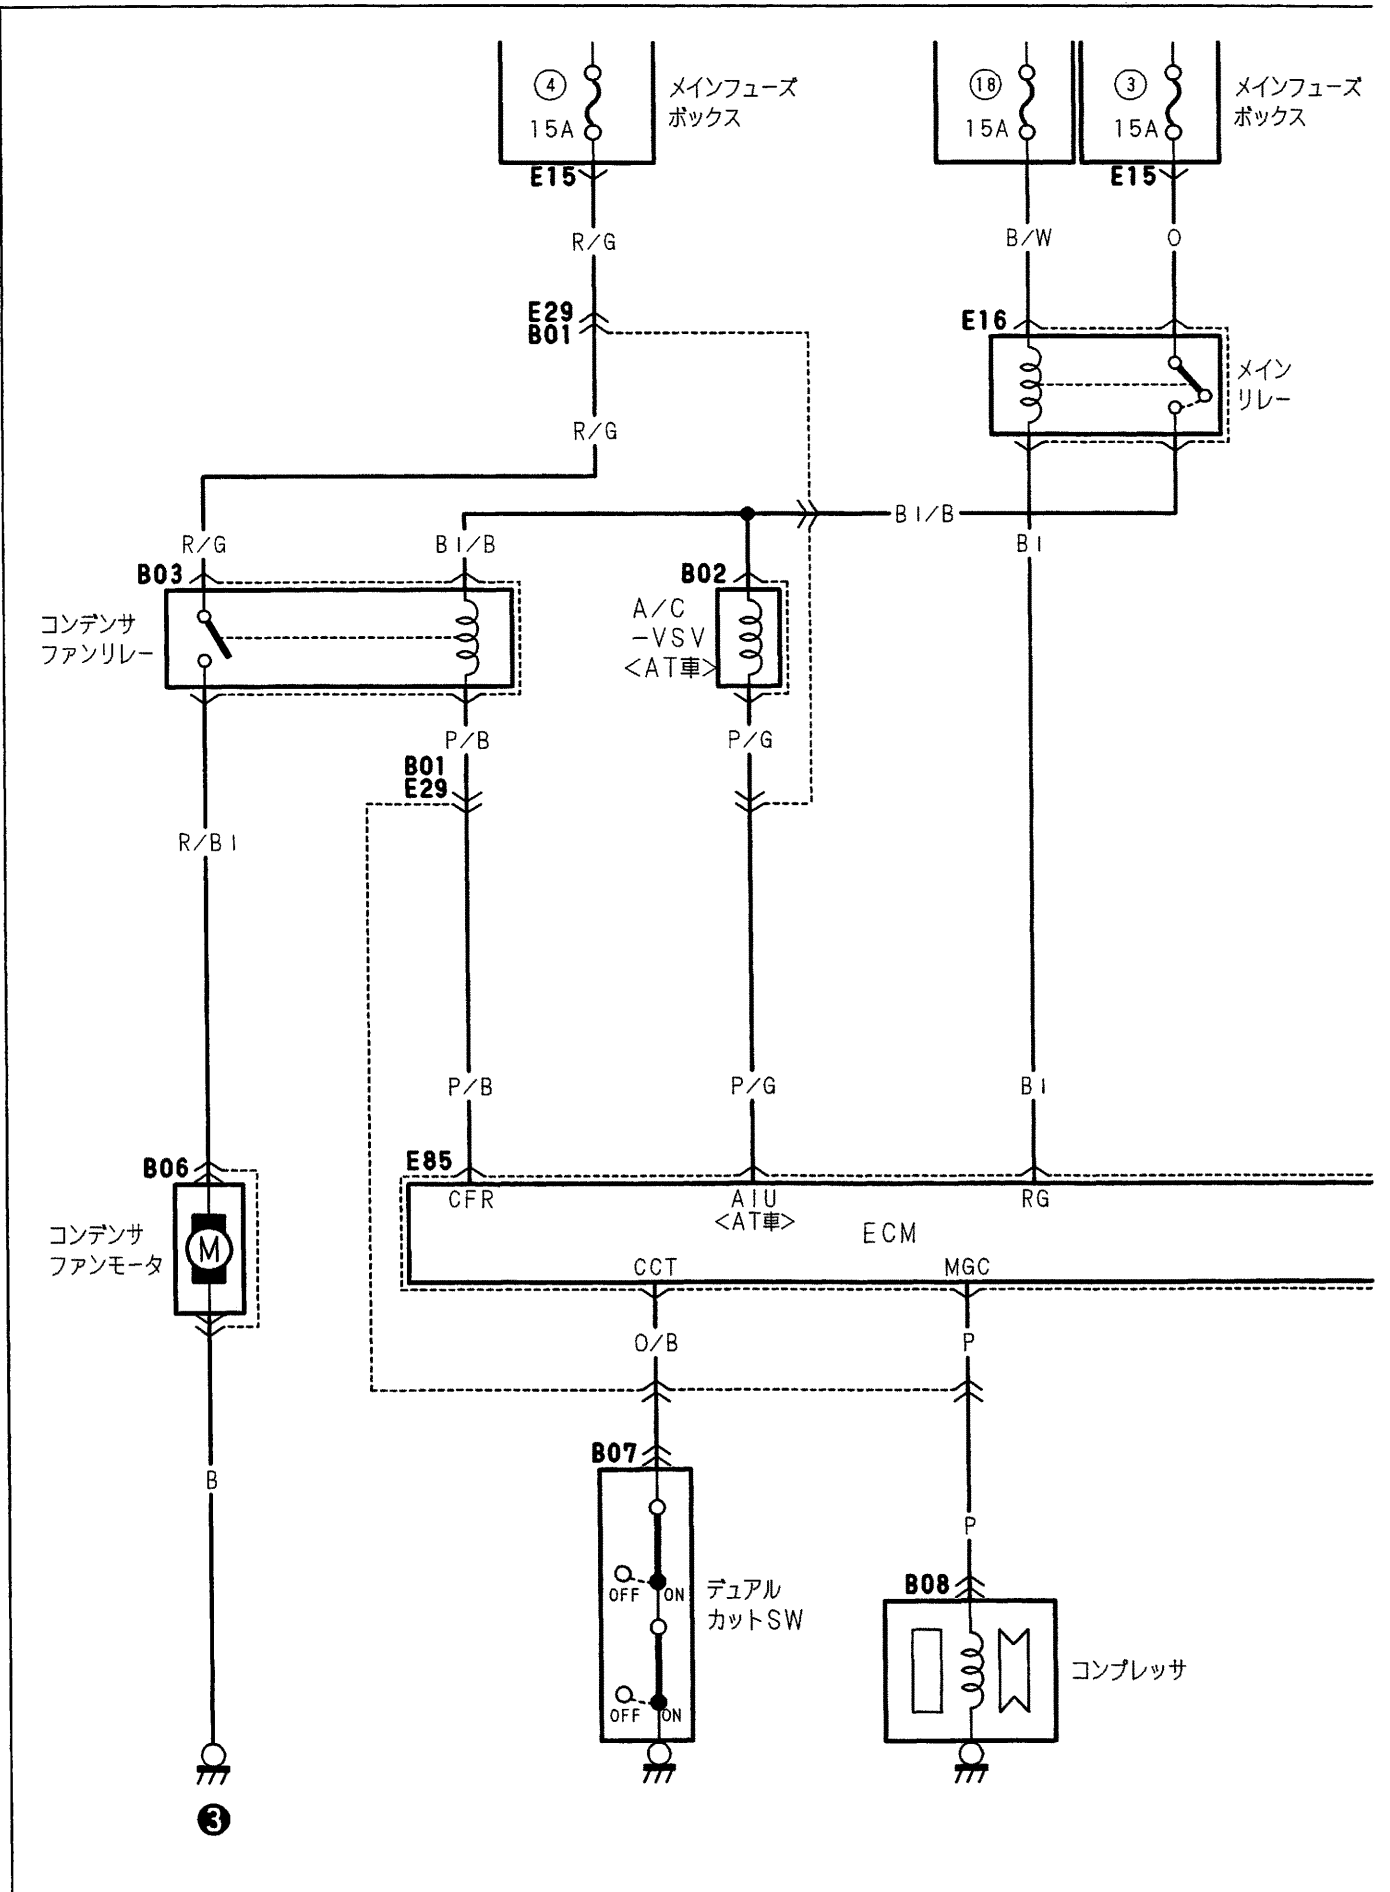 ④
15A
メインフューズ
ボックス
E15
⑱
15A
③
15A
メインフューズ
ボックス
E15
R/G
B/W
O
E29
B01
E16
メイン
リレー
R/G
Bl/B
R/G
Bl/B
Bl
B03
B02
コンデンサ
ファンリレー
A/C
-VSV
<AT車>
P/B
P/G
B01
E29
R/Bl
P/B
P/G
Bl
B06
E85
CFR
AIU
<AT車>
RG
ECM
コンデンサ
ファンモータ
M
CCT
MGC
O/B
P
B07
B
P
OFF
ON
デュアル
カットSW
B08
OFF
ON
コンプレッサ
❸